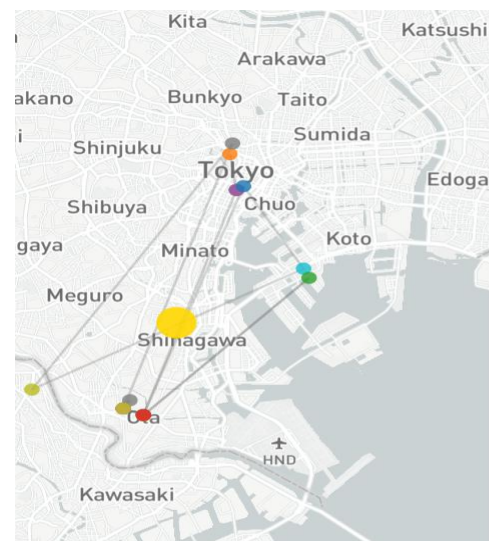 Kita
Katsushi
Arakawa
akano
Bunkyo
Taito
i
Shinjuku
Sumida
Tokyo
Edoga
Shibuya
Chuo
gaya
Minato
Koto
Meguro
Shinagawa
Ota
HND
Kawasaki